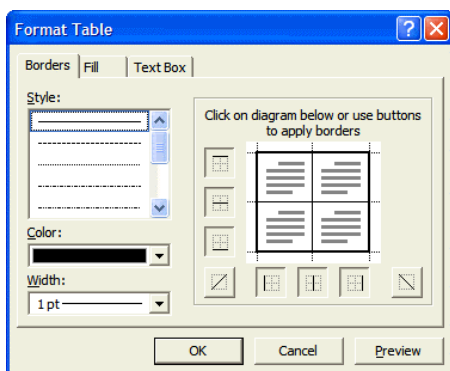 Format Table
Borders
Fill
Text Box
Style:
Click on diagram below or use buttons
to apply borders
Color:
Width:
1 pt
OK
Cancel
Preview